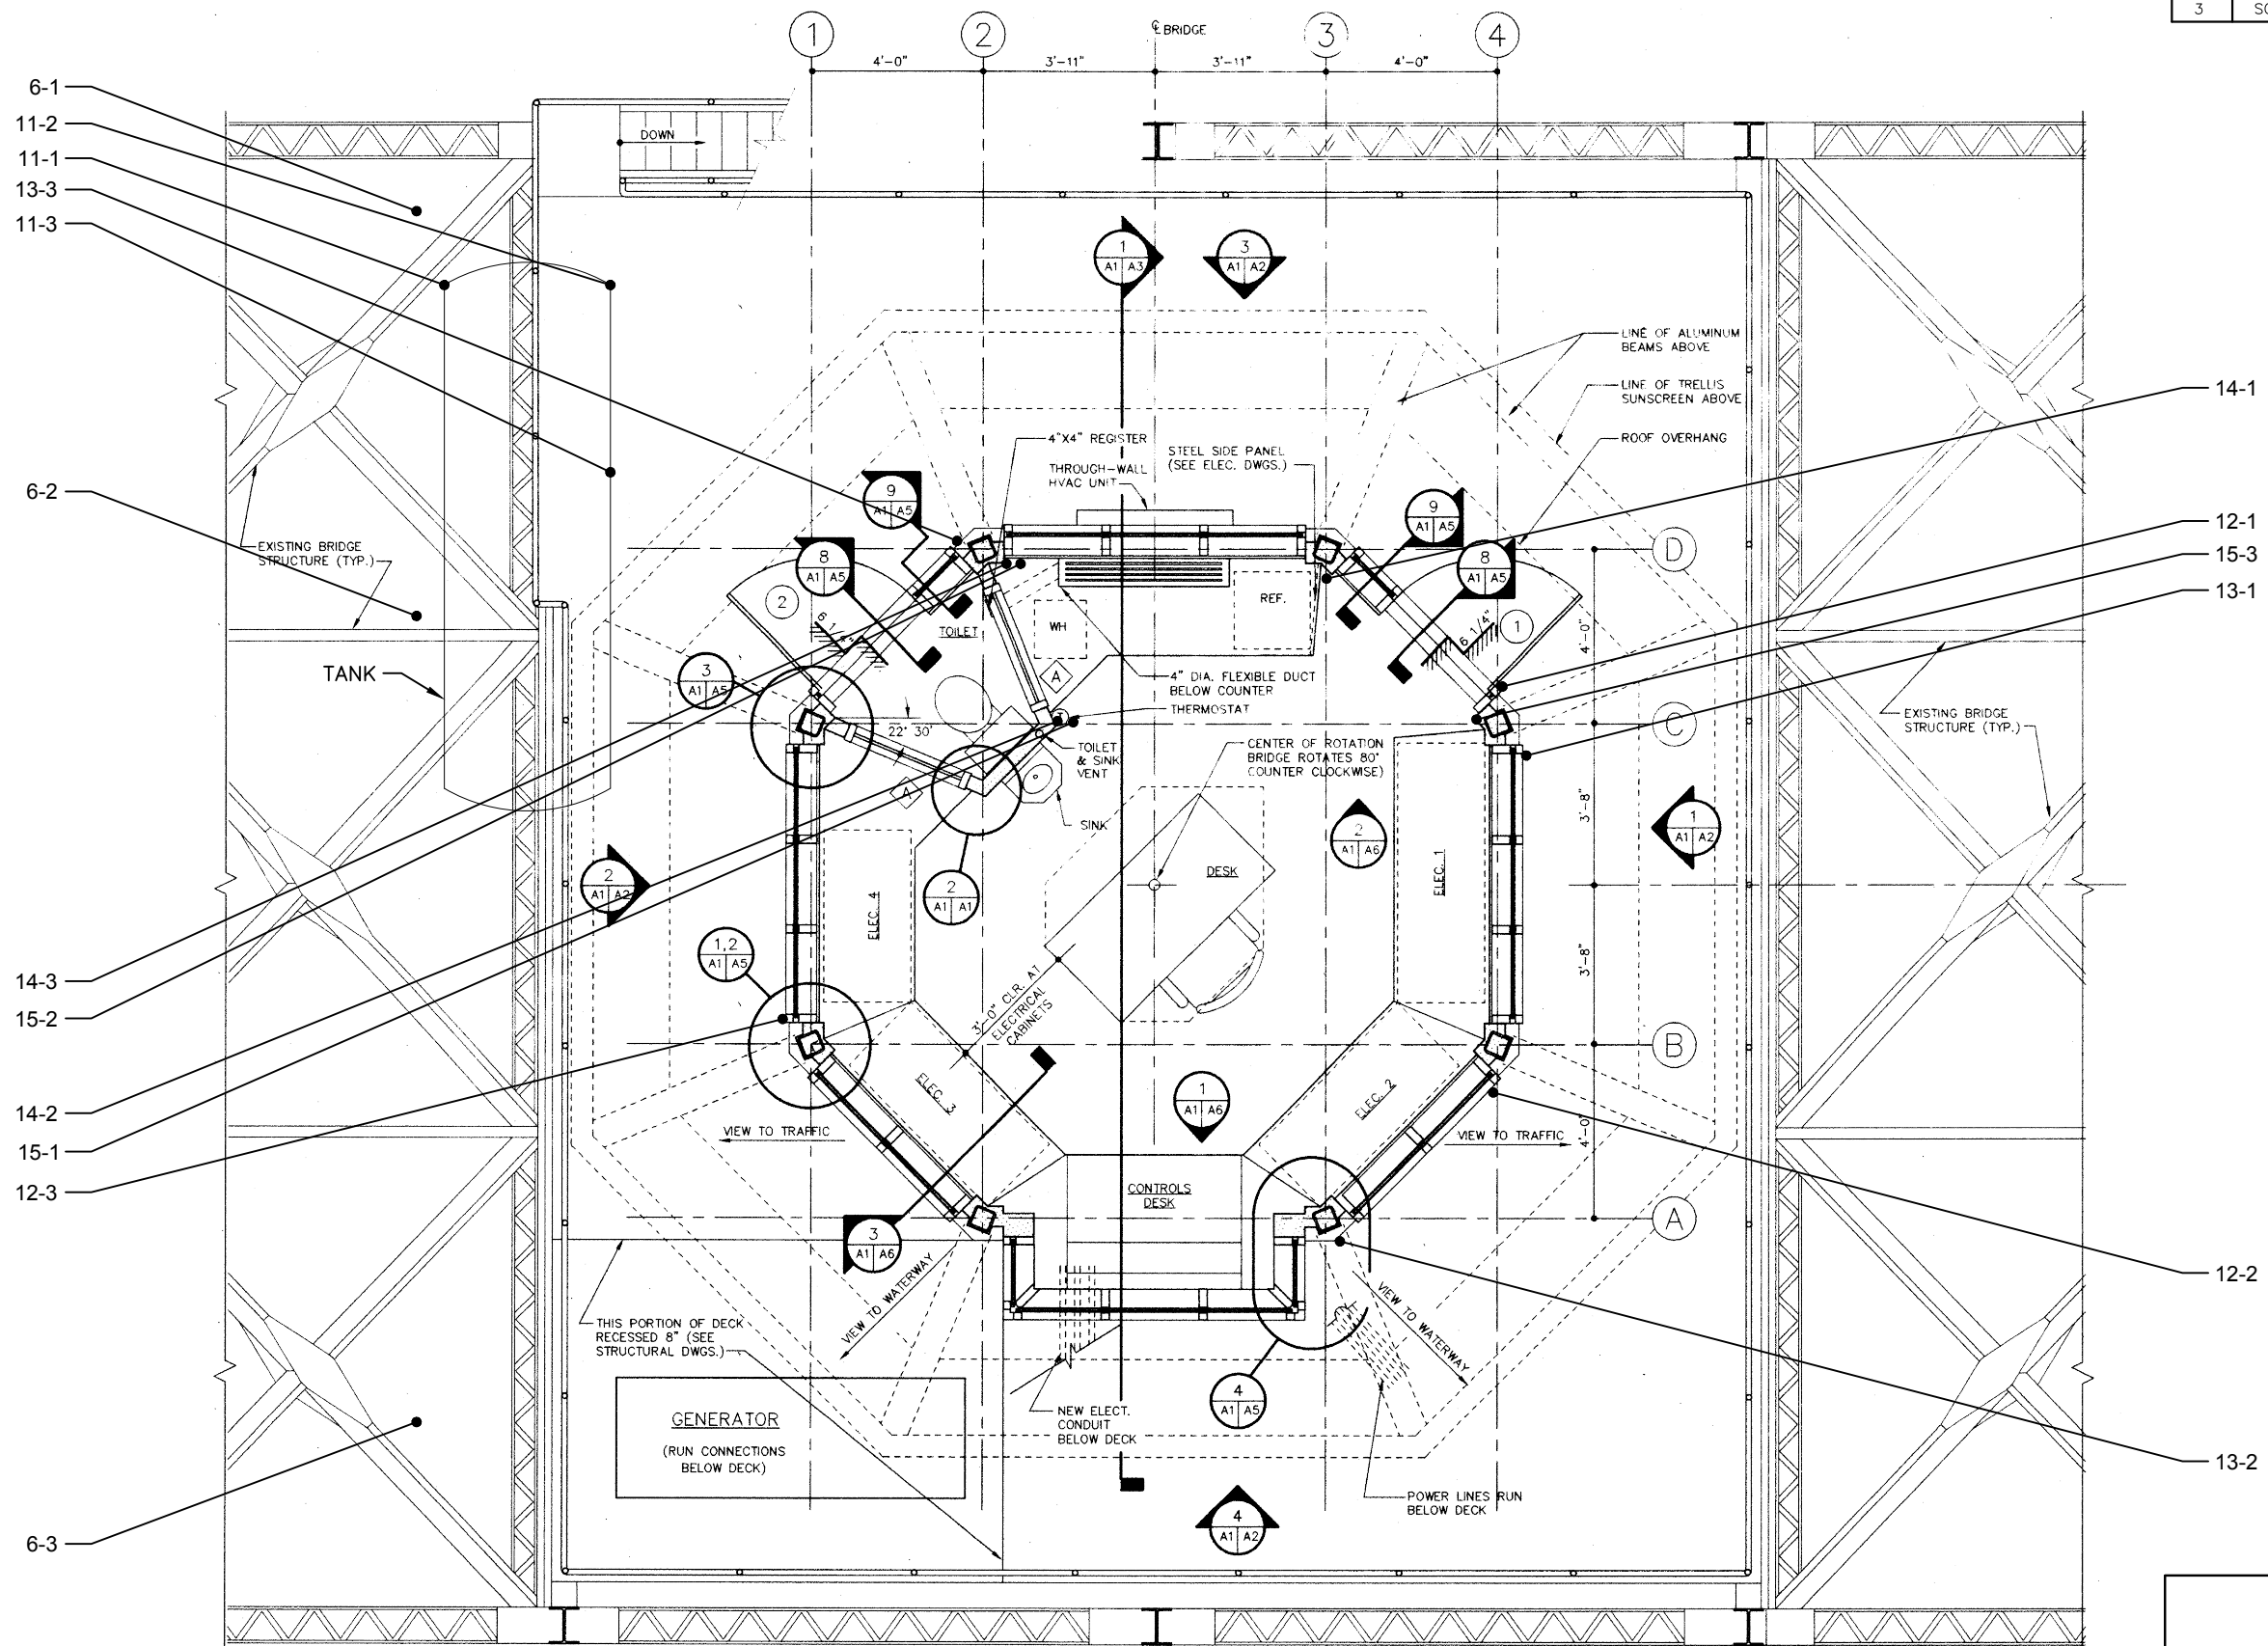 3
1
2
℄ BRIDGE
3
4
4'-0"
3'-11"
3'-11"
4'-0"
6-1
11-2
11-1
13-3
11-3
DOWN
1
A1 A3
3
A1 A2
LINE OF ALUMINUM
BEAMS ABOVE
LINE OF TRELLIS
SUNSCREEN ABOVE
ROOF OVERHANG
14-1
4"X4" REGISTER
THROUGH-WALL
HVAC UNIT
STEEL SIDE PANEL
(SEE ELEC. DWGS.)
6-2
9
A1 A5
9
A1 A5
12-1
15-3
13-1
EXISTING BRIDGE
STRUCTURE (TYP.)
8
A1 A5
8
A1 A5
D
2
6 1/4"
TOILET
WH
REF.
6 1/4"
1
4'-0"
TANK
3
A1 A5
A
4" DIA. FLEXIBLE DUCT
BELOW COUNTER
THERMOSTAT
T
22' 30'
C
EXISTING BRIDGE
STRUCTURE (TYP.)
TOILET
& SINK
VENT
CENTER OF ROTATION
BRIDGE ROTATES 80°
COUNTER CLOCKWISE)
A
SINK
3'-8"
2
A1 A6
1
A1 A2
2
A1 A2
2
A1 A1
DESK
ELEC. 1
ELEC. 4
1,2
A1 A5
3'-0" CLR. AT
ELECTRICAL
CABINETS
3'-8"
14-3
15-2
B
ELEC. 3
ELEC. 2
1
A1 A6
14-2
15-1
12-3
VIEW TO TRAFFIC
VIEW TO TRAFFIC
4'-0"
CONTROLS
DESK
A
3
A1 A6
12-2
VIEW TO WATERWAY
VIEW TO WATERWAY
THIS PORTION OF DECK
RECESSED 8" (SEE
STRUCTURAL DWGS.)
GENERATOR
(RUN CONNECTIONS
BELOW DECK)
NEW ELECT.
CONDUIT
BELOW DECK
4
A1 A5
13-2
POWER LINES RUN
BELOW DECK
4
A1 A2
6-3